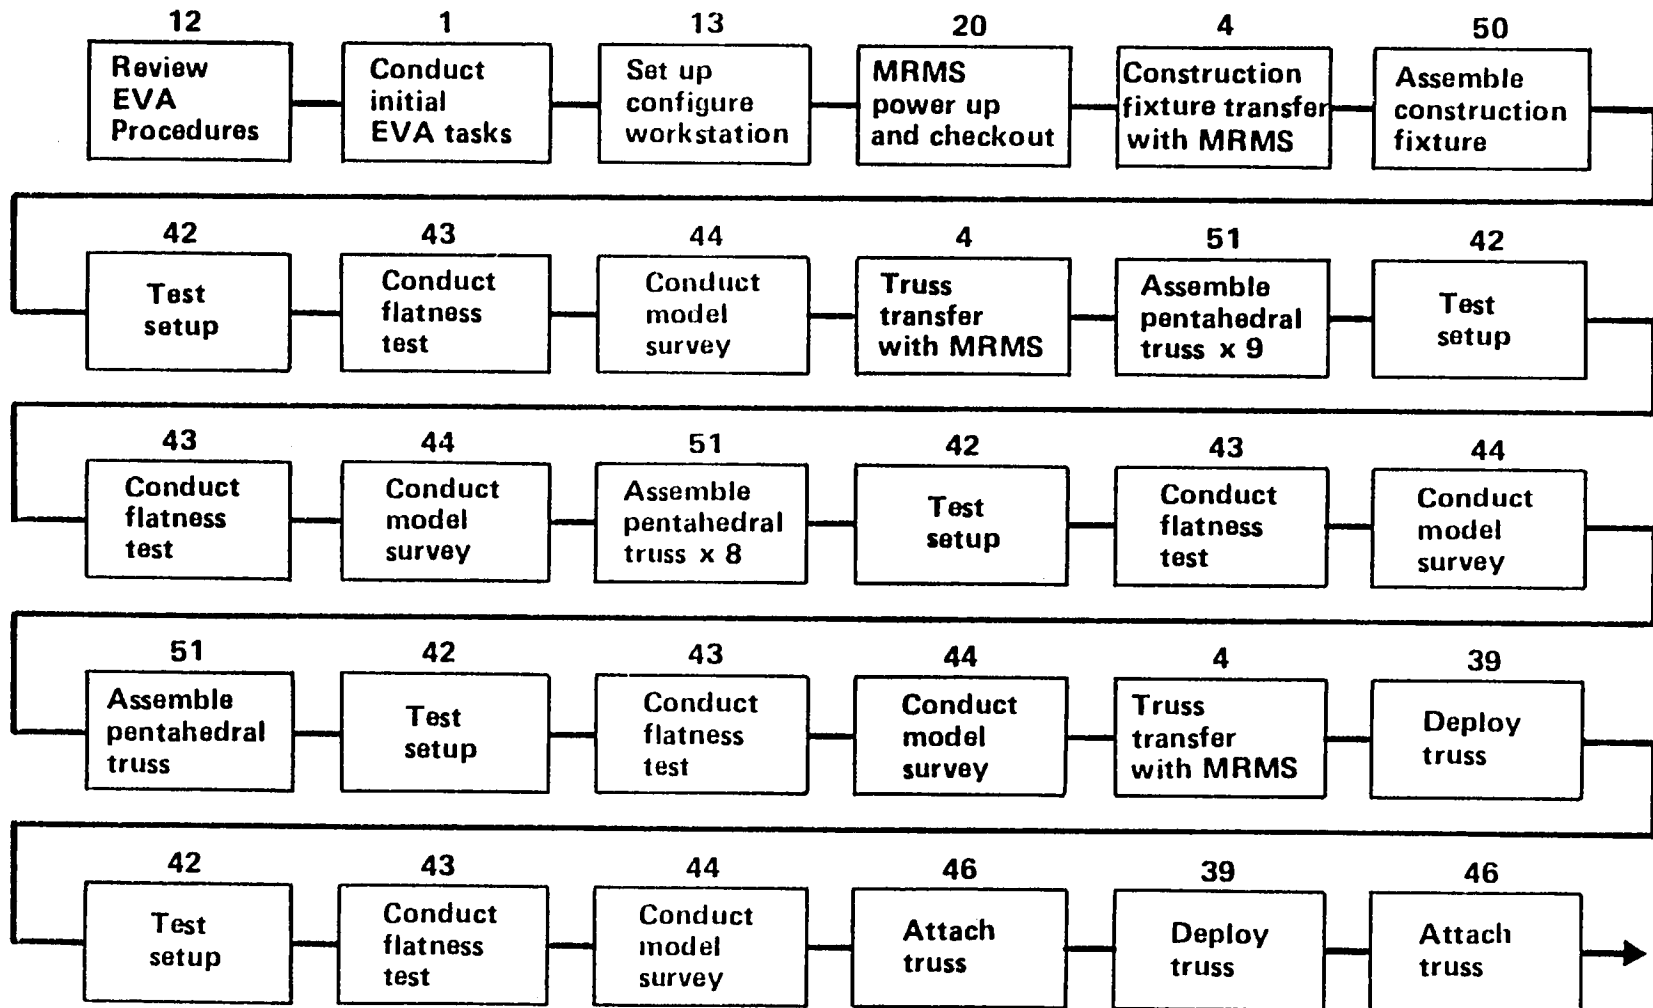 12
1
13
20
4
50
Review
EVA
Procedures
Conduct
initial
EVA tasks
Set up
configure
workstation
MRMS
power up
and checkout
Construction
fixture transfer
with MRMS
Assemble
construction
fixture
42
43
44
4
51
42
Test
setup
Conduct
flatness
test
Conduct
model
survey
Truss
transfer
with MRMS
Assemble
pentahedral
truss x 9
Test
setup
43
44
51
42
43
44
Conduct
flatness
test
Conduct
model
survey
Assemble
pentahedral
truss x 8
Test
setup
Conduct
flatness
test
Conduct
model
survey
51
42
43
44
4
39
Assemble
pentahedral
truss
Test
setup
Conduct
flatness
test
Conduct
model
survey
Truss
transfer
with MRMS
Deploy
truss
42
43
44
46
39
46
Test
setup
Conduct
flatness
test
Conduct
model
survey
Attach
truss
Deploy
truss
Attach
truss